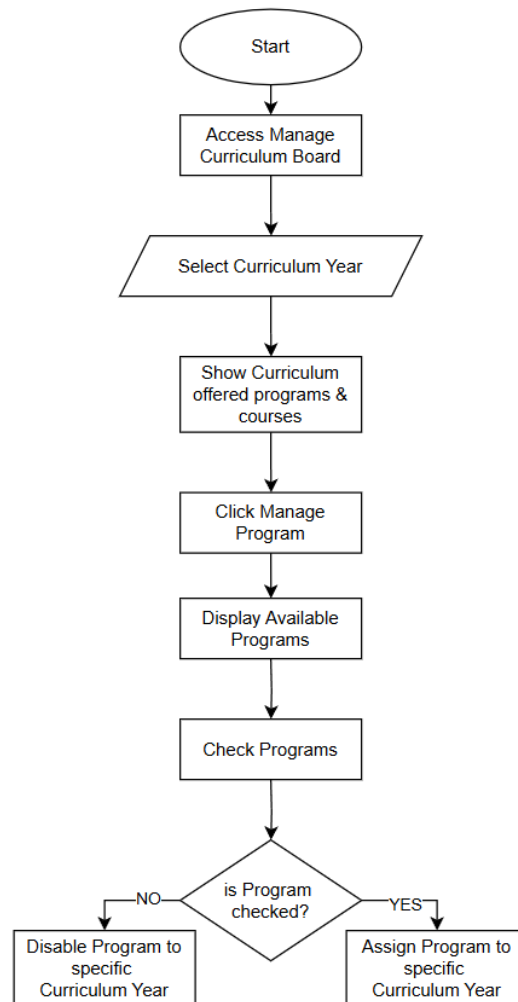 Start
Access Manage
Curriculum Board
Select Curriculum Year
Show Curriculum
offered programs &
courses
Click Manage
Program
Display Available
Programs
Check Programs
is Program
checked?
NO
YES
Disable Program to
specific
Curriculum Year
Assign Program to
specific
Curriculum Year